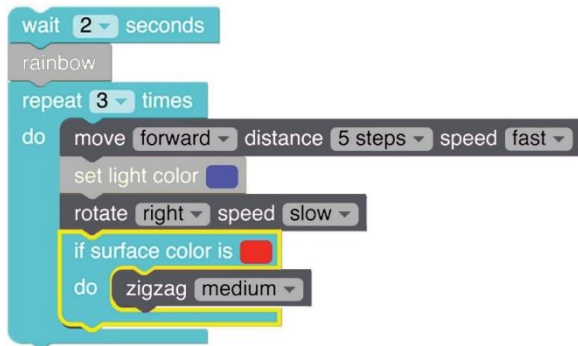 wait 2 seconds
rainbow
repeat 3 times
do move forward distance 5 steps speed fast
set light color
rotate right speed slow
if surface color is
do zigzag medium